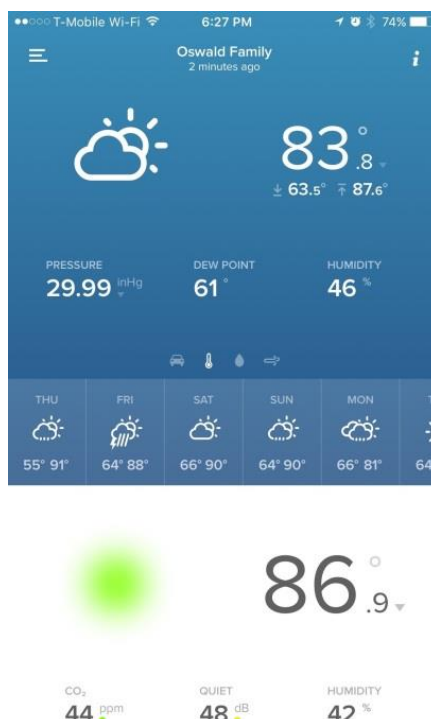 T-Mobile Wi-Fi 6:27 PM 74%
Oswald Family
2 minutes ago
i
83.8°
63.5° 87.6°
PRESSURE DEW POINT HUMIDITY
29.99 inHg 61° 46 %
THU FRI SAT SUN MON
55° 91° 64° 88° 66° 90° 64° 90° 66° 81° 64
86.9°
CO₂ QUIET HUMIDITY
44 ppm 48 dB 42 %